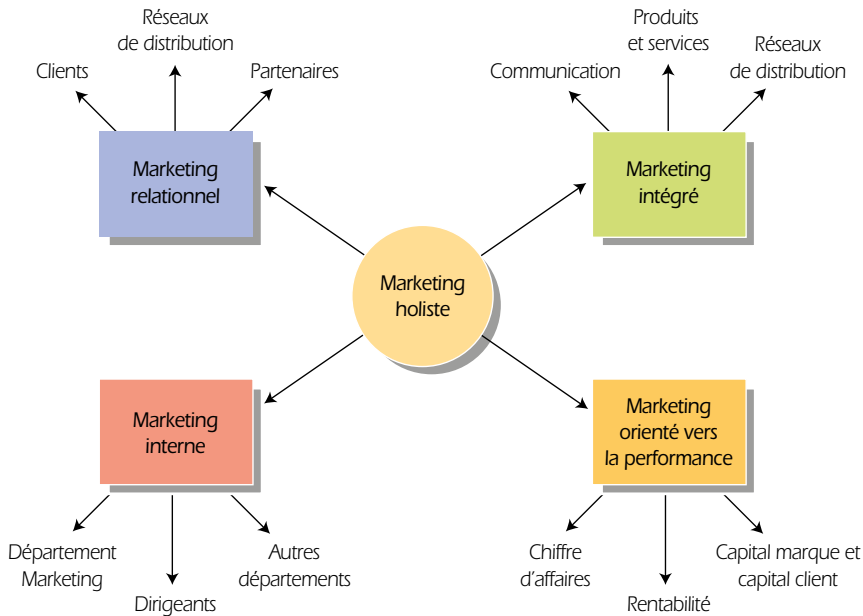 Réseaux
de distribution
Clients
Partenaires
Marketing
relationnel
Produits
et services
Communication
Réseaux
de distribution
Marketing
intégré
Marketing
holiste
Marketing
interne
Département
Marketing
Dirigeants
Autres
départements
Marketing
orienté vers
la performance
Chiffre
d'affaires
Rentabilité
Capital marque et
capital client